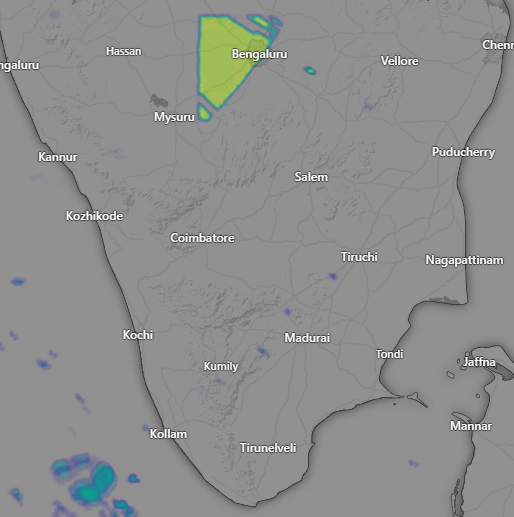 Hassan
Bengaluru
Chenn
ngaluru
Vellore
Mysuru
Kannur
Puducherry
Salem
Kozhikode
Coimbatore
Tiruchi
Nagapattinam
Kochi
Madurai
Kumily
Tondi
Jaffna
Kollam
Mannar
Tirunelveli